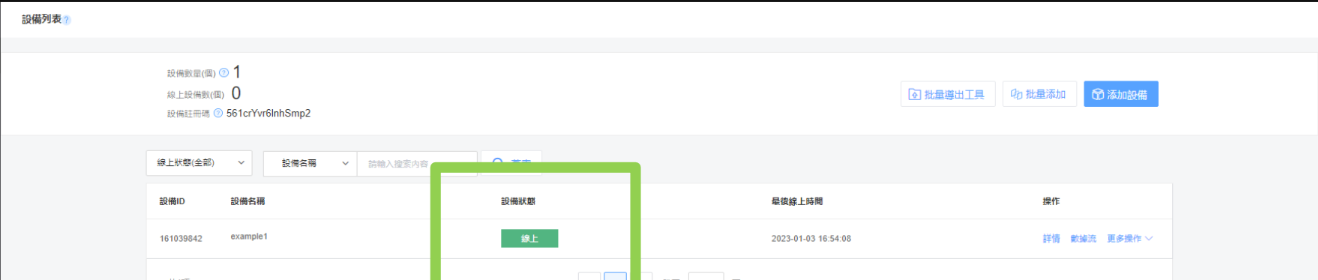 設備列表 ?
設備數量(個) ? 1
線上設備數(個) 0
設備註冊碼 ? 561crYvr6InhSmp2
批量導出工具 批量添加 添加設備
線上狀態(全部) 設備名稱 請輸入搜索內容
設備ID 設備名稱 設備狀態 最後線上時間 操作
161039842 example1 線上 2023-01-03 16:54:08 詳情 數據流 更多操作